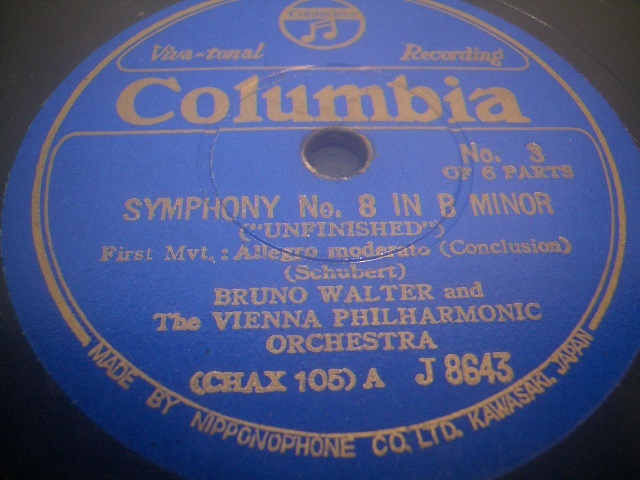 Columbia
Viva-tonal Recording
Columbia
No. 3
OF 6 PARTS
SYMPHONY No. 8 IN B MINOR
("UNFINISHED")
First Mvt. : Allegro moderato (Conclusion)
(Schubert)
BRUNO WALTER and
The VIENNA PHILHARMONIC
ORCHESTRA
(CHAX 105) A J 8643
MADE BY NIPPONOPHONE CO., LTD. KAWASAKI, JAPAN